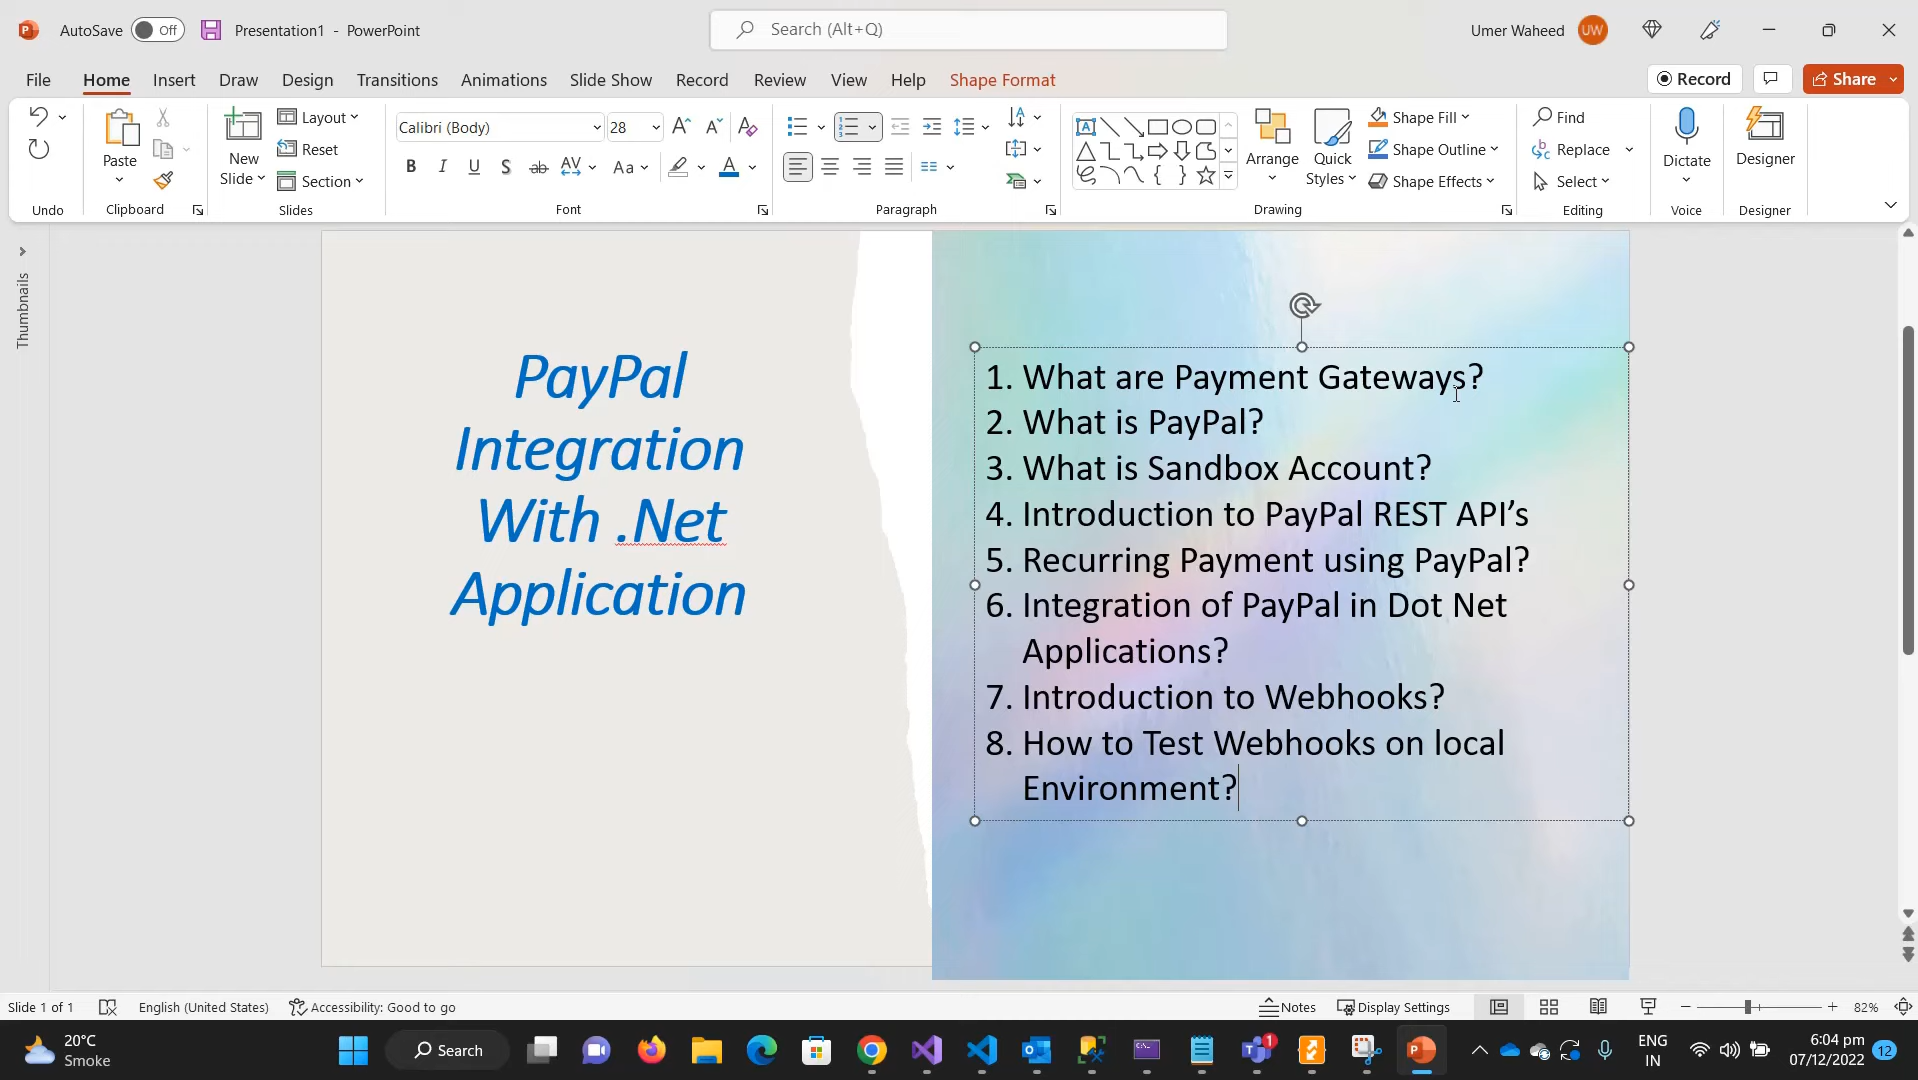 AutoSave Off Presentation1 - PowerPoint Search (Alt+Q) Umer Waheed UW
File Home Insert Draw Design Transitions Animations Slide Show Record Review View Help Shape Format Record Share
Paste
New
Slide
Layout
Reset
Section
Calibri (Body) 28
Arrange
Quick
Styles
Shape Fill
Shape Outline
Shape Effects
Find
Replace
Select
Dictate
Designer
Undo Clipboard Slides Font Paragraph Drawing Editing Voice Designer
Thumbnails
PayPal
Integration
With .Net
Application
1. What are Payment Gateways?
2. What is PayPal?
3. What is Sandbox Account?
4. Introduction to PayPal REST API’s
5. Recurring Payment using PayPal?
6. Integration of PayPal in Dot Net
Applications?
7. Introduction to Webhooks?
8. How to Test Webhooks on local
Environment?
Slide 1 of 1 English (United States) Accessibility: Good to go Notes Display Settings 82%
20°C
Smoke
Search
1
ENG
IN
6:04 pm
07/12/2022
12